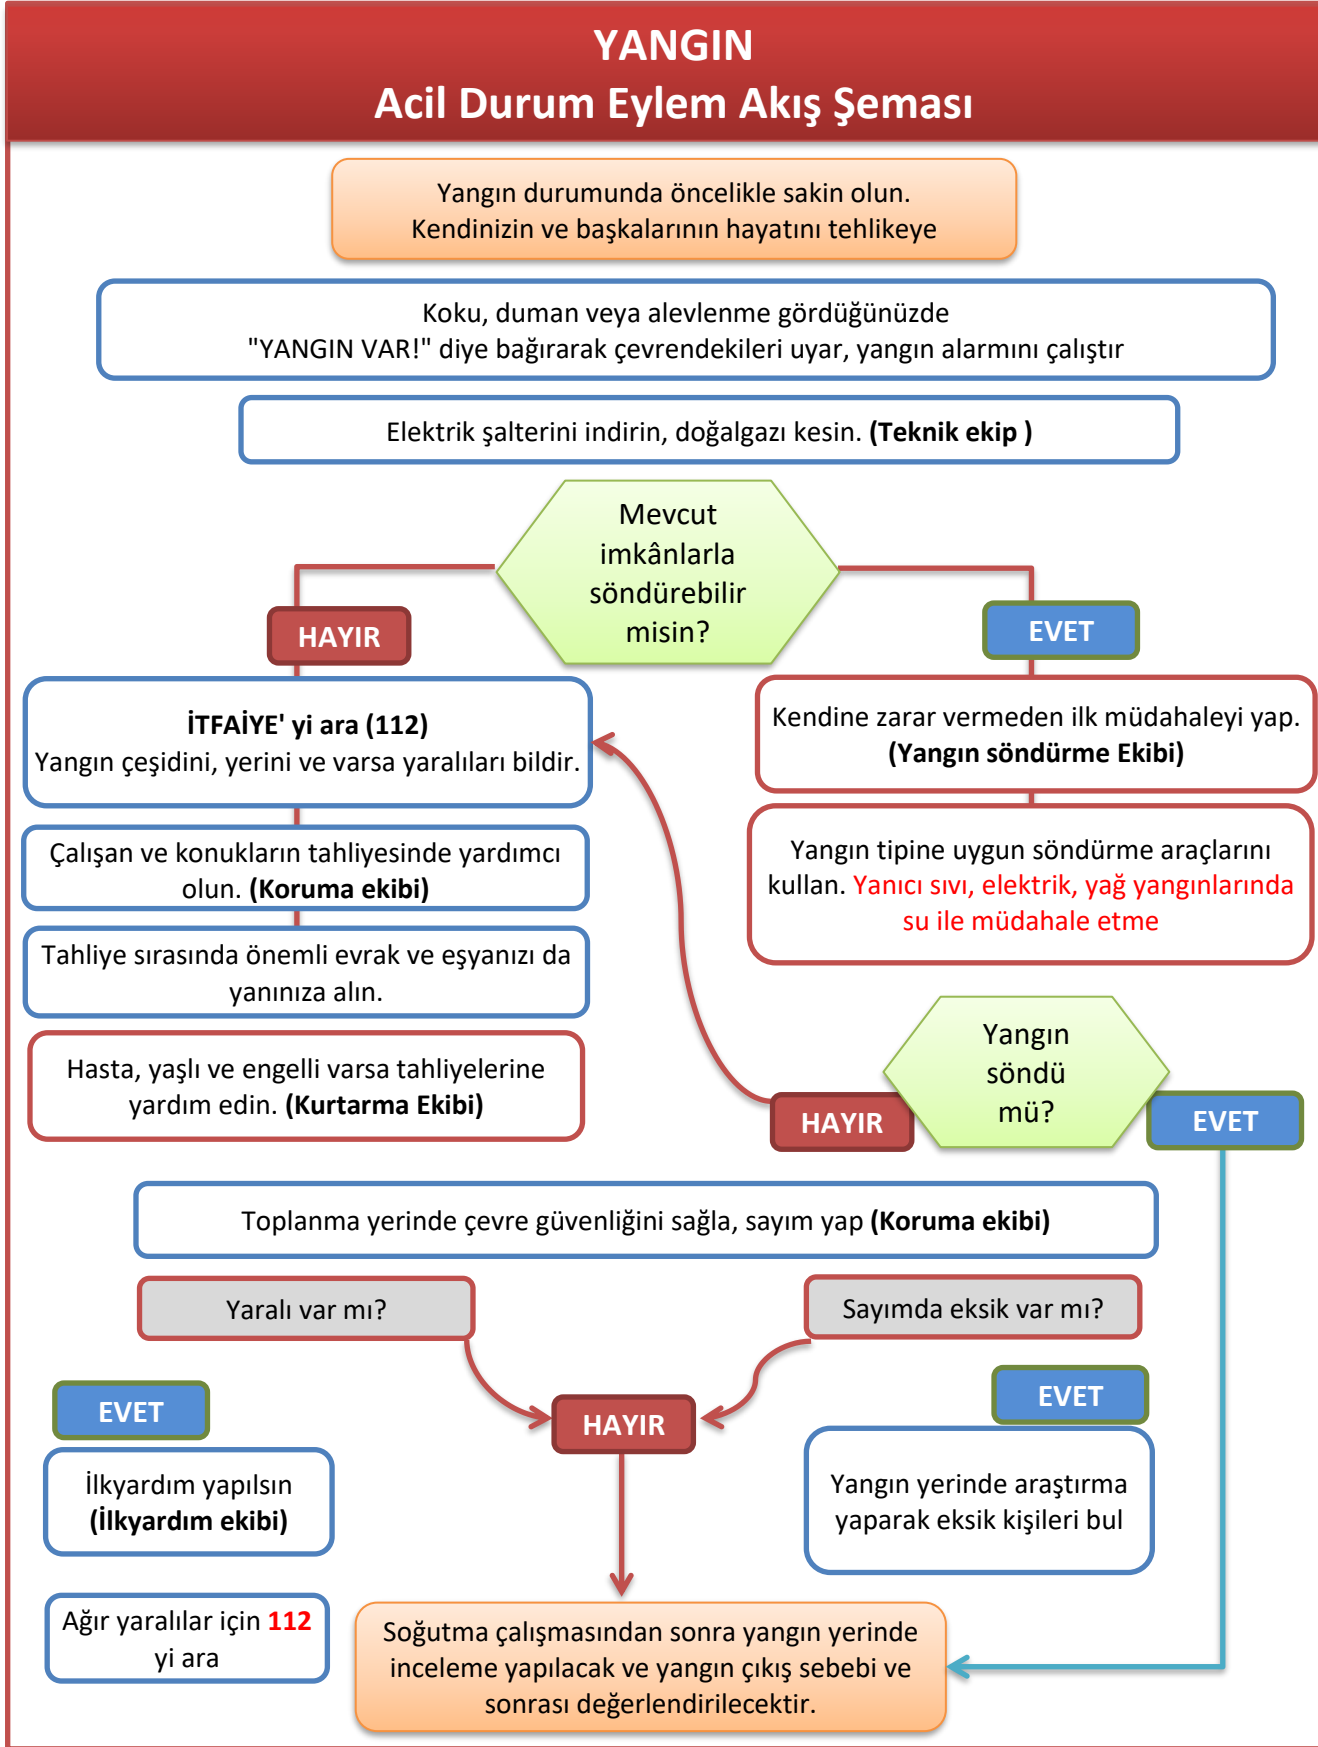 YANGIN
Acil Durum Eylem Akış Şeması
Yangın durumunda öncelikle sakin olun.
Kendinizin ve başkalarının hayatını tehlikeye
Koku, duman veya alevlenme gördüğünüzde
"YANGIN VAR!" diye bağırarak çevrendekileri uyar, yangın alarmını çalıştır
Elektrik şalterini indirin, doğalgazı kesin. (Teknik ekip )
Mevcut
imkânlarla
söndürebilir
misin?
HAYIR
EVET
İTFAİYE' yi ara (112)
Yangın çeşidini, yerini ve varsa yaralıları bildir.
Kendine zarar vermeden ilk müdahaleyi yap.
(Yangın söndürme Ekibi)
Çalışan ve konukların tahliyesinde yardımcı
olun. (Koruma ekibi)
Yangın tipine uygun söndürme araçlarını
kullan. Yanıcı sıvı, elektrik, yağ yangınlarında
su ile müdahale etme
Tahliye sırasında önemli evrak ve eşyanızı da
yanınıza alın.
Hasta, yaşlı ve engelli varsa tahliyelerine
yardım edin. (Kurtarma Ekibi)
Yangın
söndü
mü?
HAYIR
EVET
Toplanma yerinde çevre güvenliğini sağla, sayım yap (Koruma ekibi)
Yaralı var mı?
Sayımda eksik var mı?
EVET
HAYIR
EVET
İlkyardım yapılsın
(İlkyardım ekibi)
Yangın yerinde araştırma
yaparak eksik kişileri bul
Ağır yaralılar için 112
yi ara
Soğutma çalışmasından sonra yangın yerinde
inceleme yapılacak ve yangın çıkış sebebi ve
sonrası değerlendirilecektir.